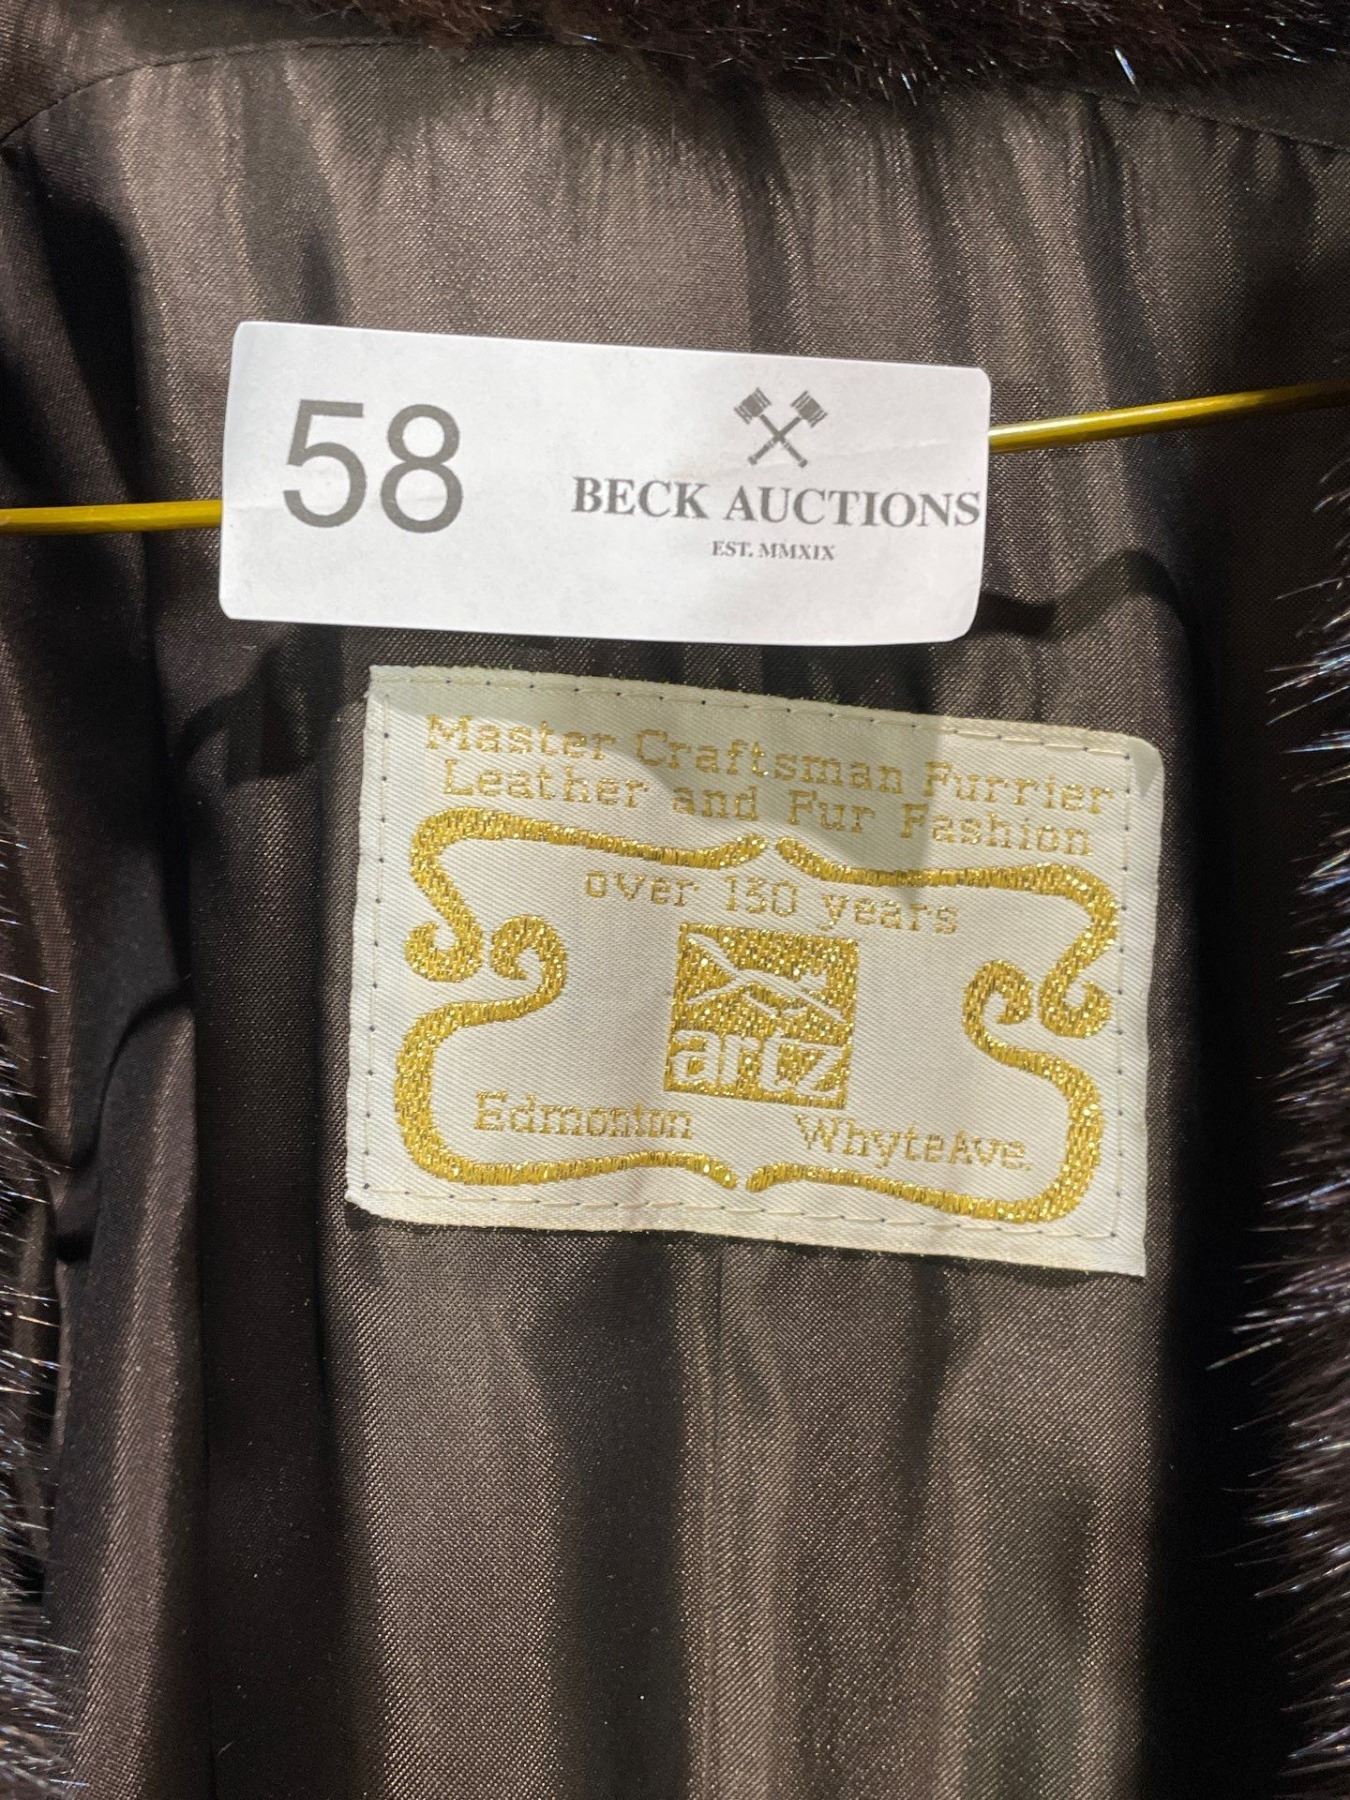 58
BECK AUCTIONS
EST. MMXIX
Master Craftsman Furrier
Leather and Fur Fashion
over 130 years
artz
Edmonton WhyteAve.